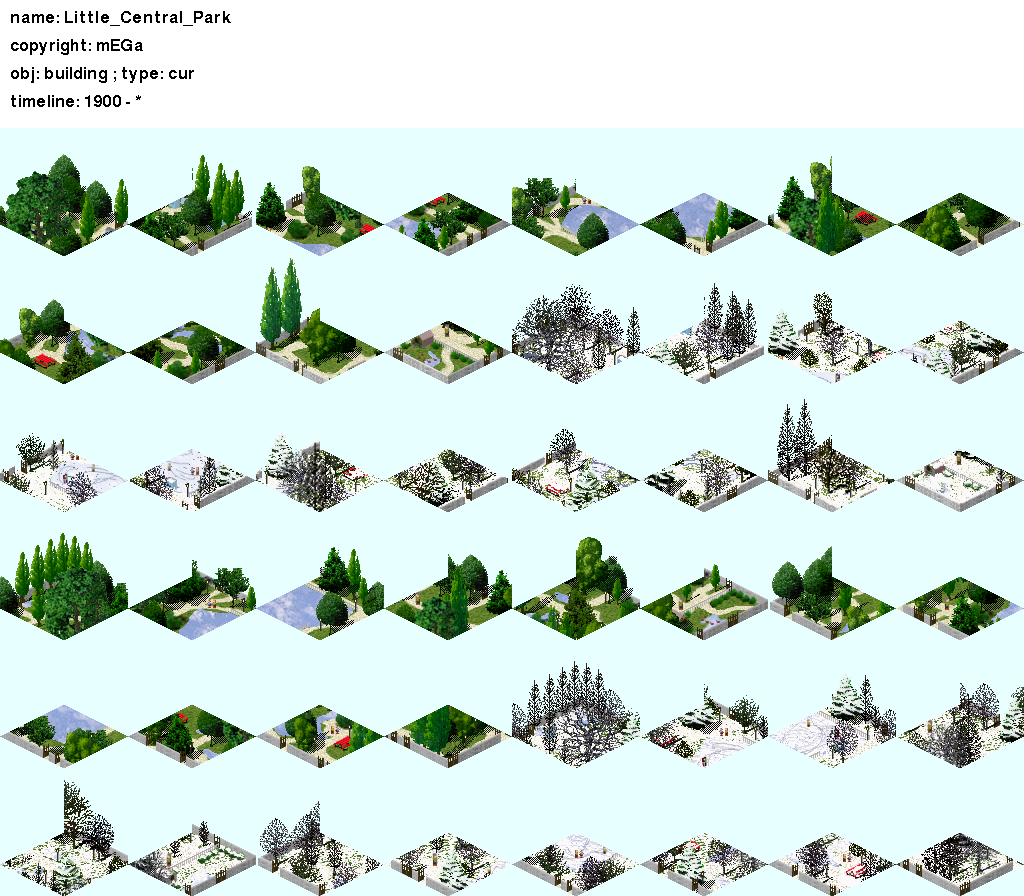 name: Little_Central_Park
copyright: mEGa
obj: building ; type: cur
timeline: 1900 - *